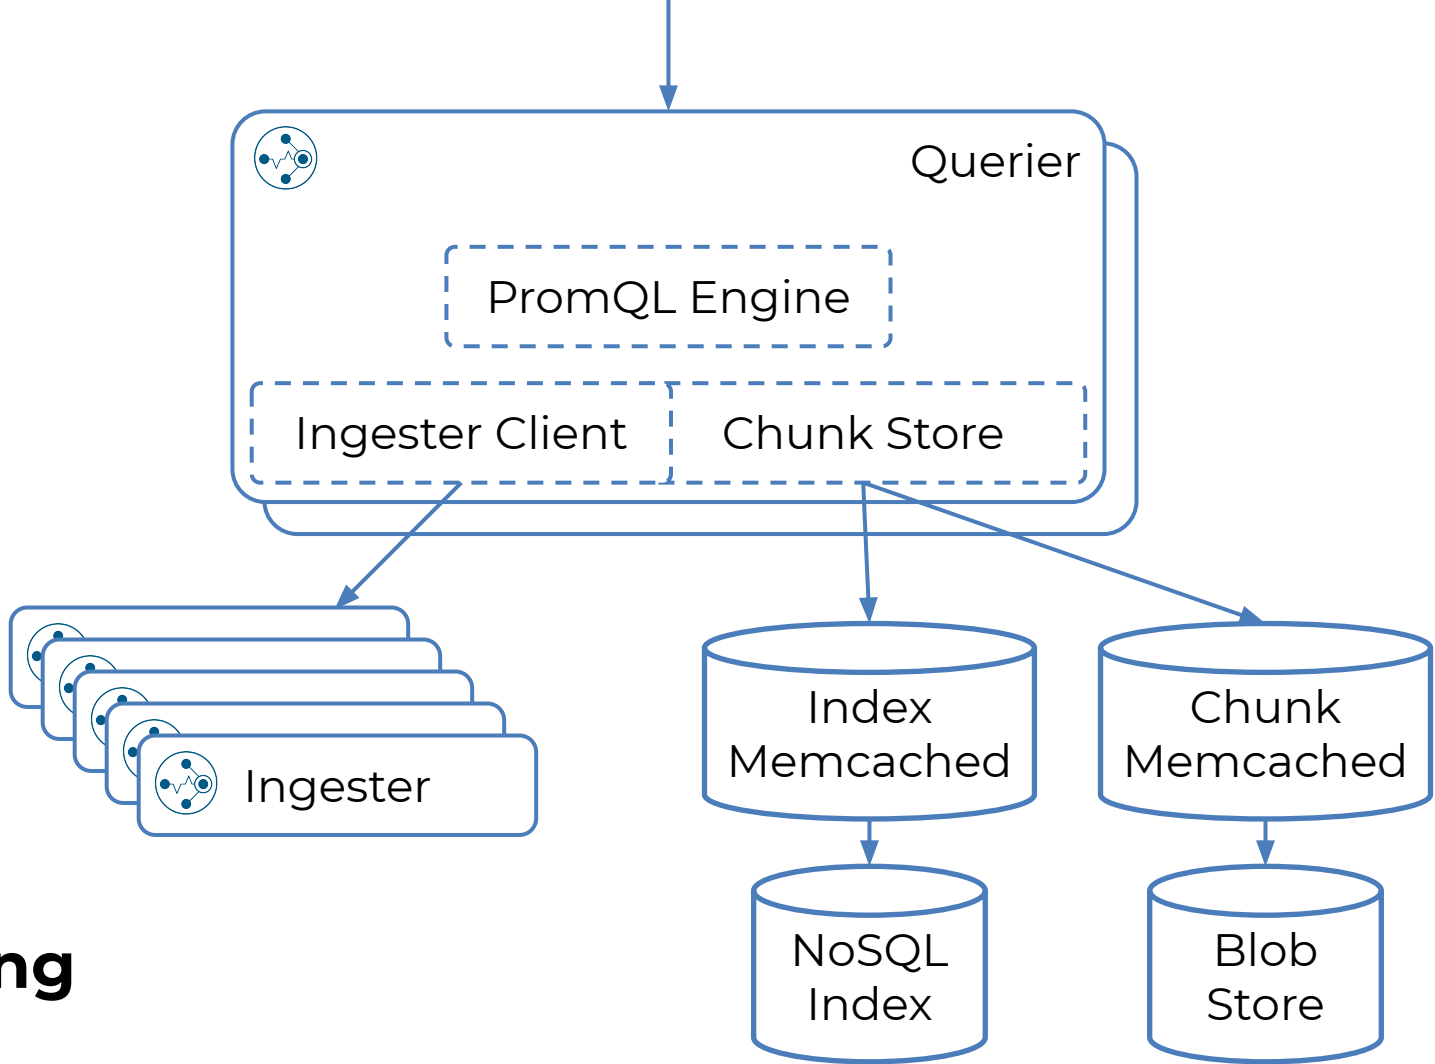 Querier
PromQL Engine
Ingester Client
Chunk Store
Ingester
Index
Memcached
Chunk
Memcached
NoSQL
Index
Blob
Store
ng